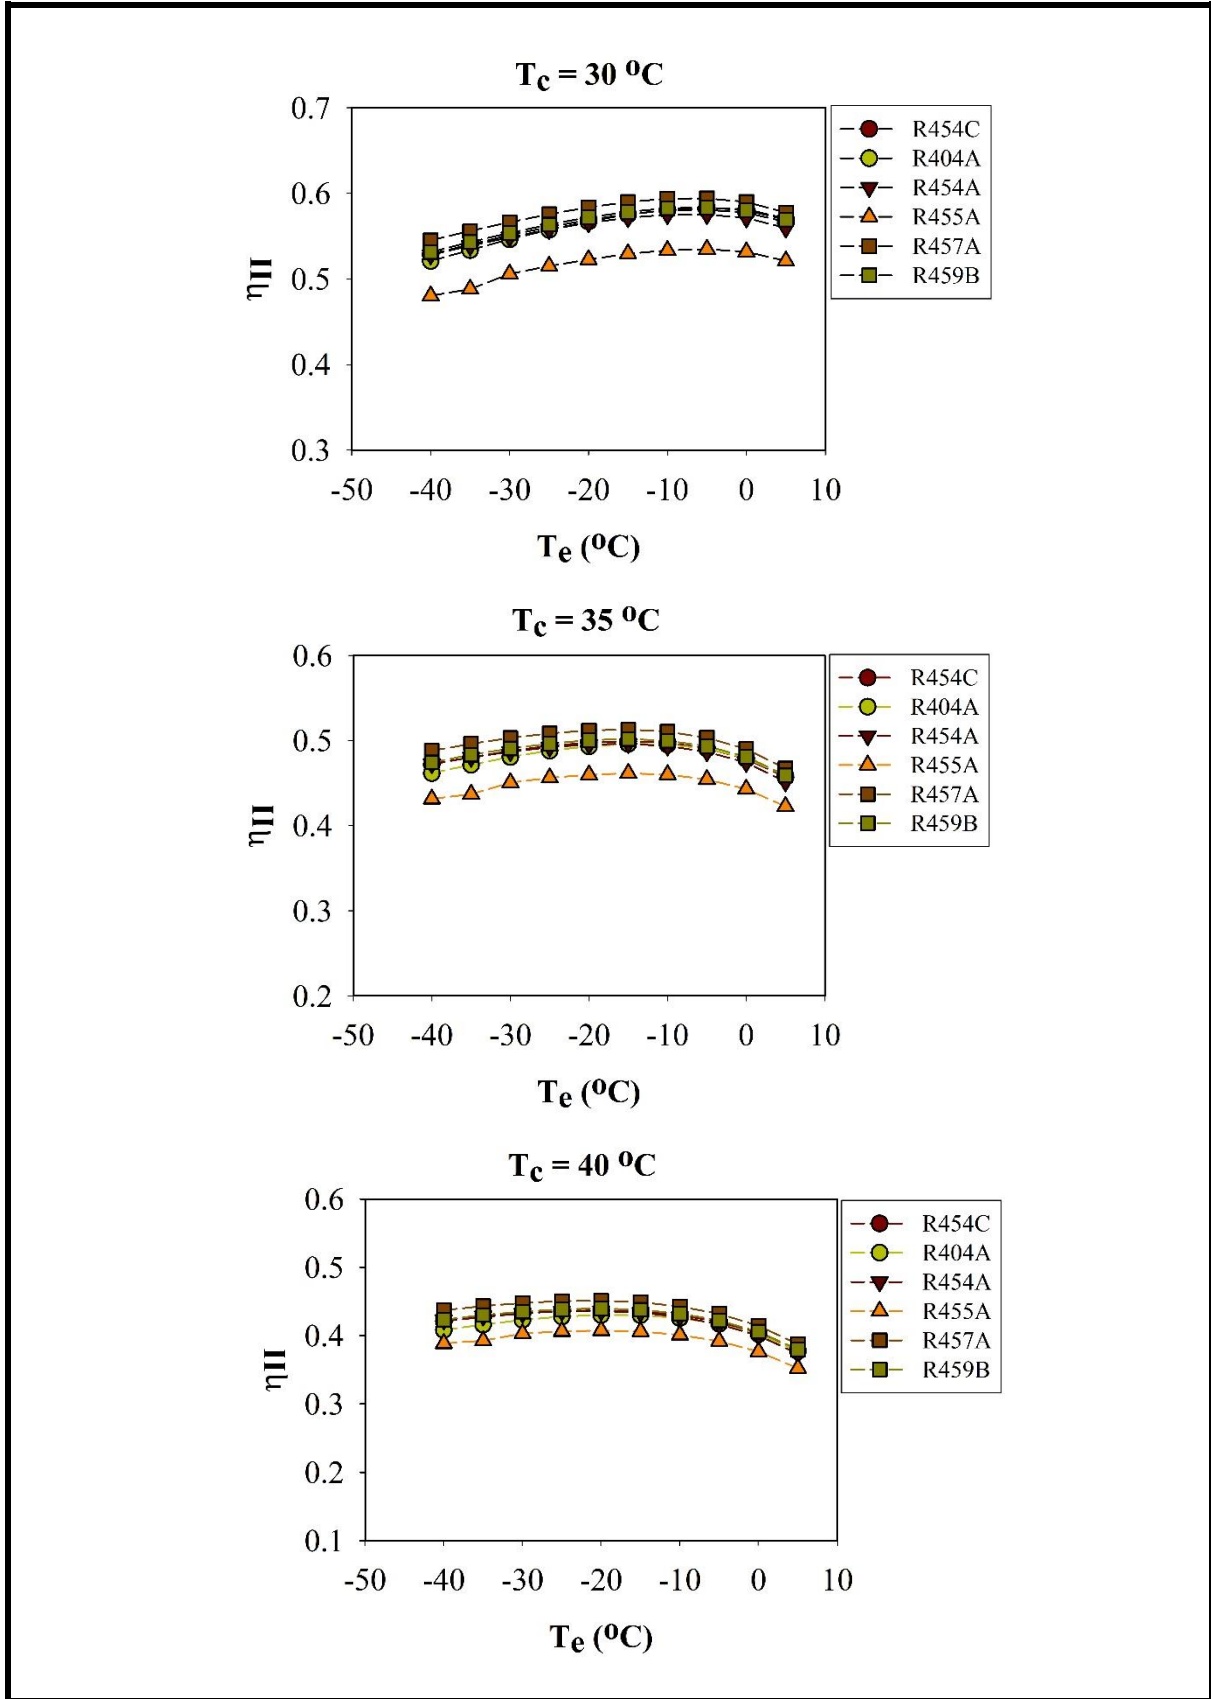 Tc = 30 ºC
0.7
0.6
0.5
0.4
0.3
ηII
-50 -40 -30 -20 -10 0 10
Te (ºC)
R454C
R404A
R454A
R455A
R457A
R459B
Tc = 35 ºC
0.6
0.5
0.4
0.3
0.2
ηII
-50 -40 -30 -20 -10 0 10
Te (ºC)
R454C
R404A
R454A
R455A
R457A
R459B
Tc = 40 ºC
0.6
0.5
0.4
0.3
0.2
0.1
ηII
-50 -40 -30 -20 -10 0 10
Te (ºC)
R454C
R404A
R454A
R455A
R457A
R459B